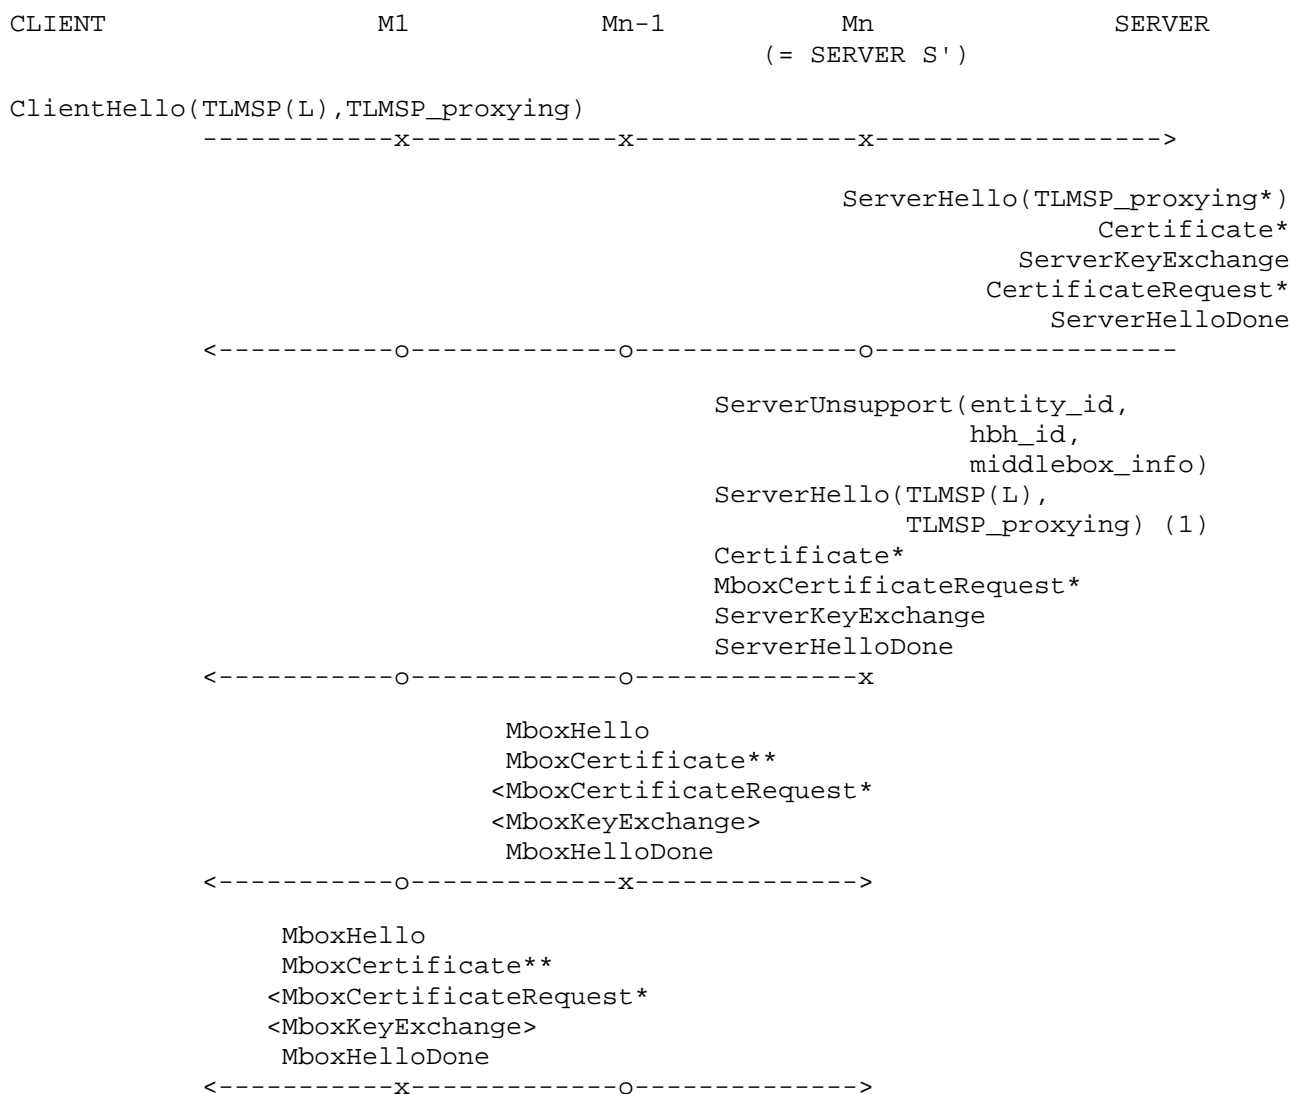 CLIENT M1 Mn-1 Mn SERVER
(= SERVER S')
ClientHello(TLMSP(L),TLMSP_proxying)
------------x-------------x--------------x------------------>
ServerHello(TLMSP_proxying*)
Certificate*
ServerKeyExchange
CertificateRequest*
ServerHelloDone
<-----------o-------------o--------------o-------------------
ServerUnsupport(entity_id,
hbh_id,
middlebox_info)
ServerHello(TLMSP(L),
TLMSP_proxying) (1)
Certificate*
MboxCertificateRequest*
ServerKeyExchange
ServerHelloDone
<-----------o-------------o--------------x
MboxHello
MboxCertificate**
<MboxCertificateRequest*
<MboxKeyExchange>
MboxHelloDone
<-----------o-------------x-------------->
MboxHello
MboxCertificate**
<MboxCertificateRequest*
<MboxKeyExchange>
MboxHelloDone
<-----------x-------------o-------------->